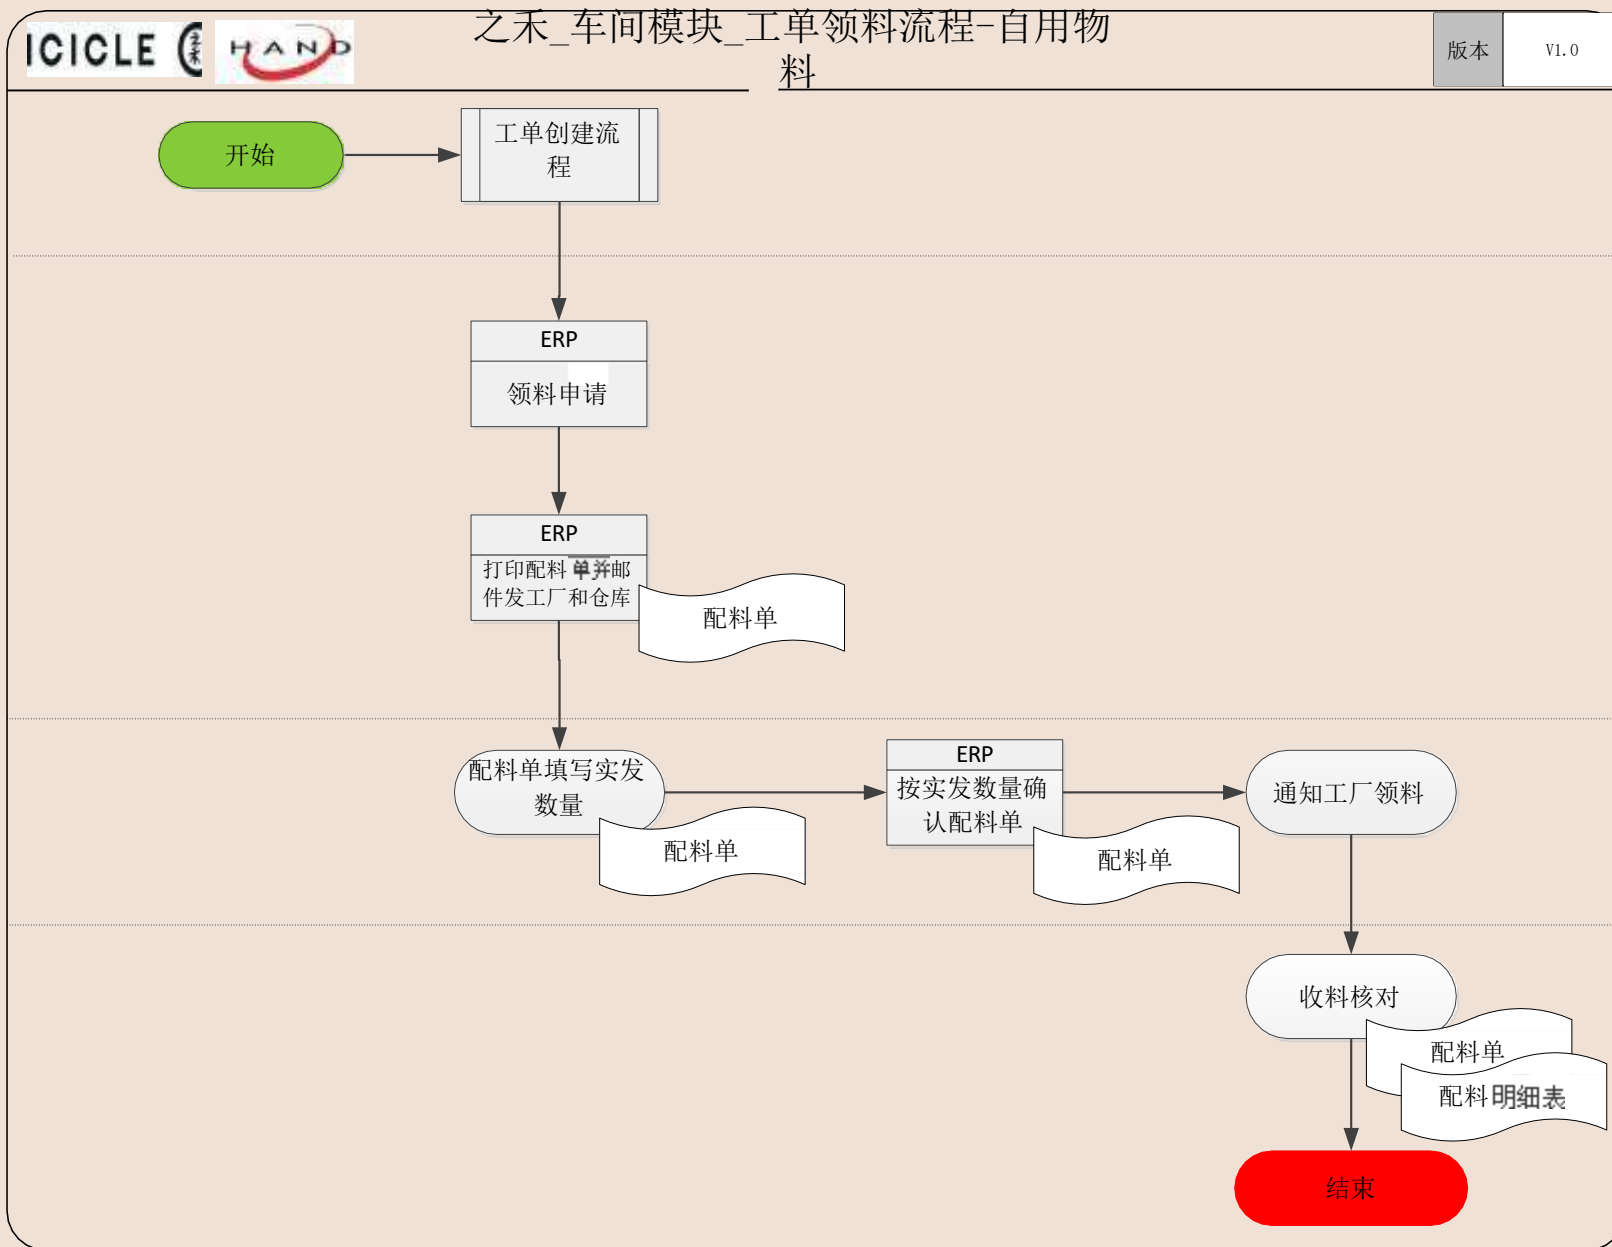 ICICLE 之禾 HAND
之禾_车间模块_工单领料流程-自用物
料
版本 V1.0
开始
工单创建流
程
ERP
领料申请
ERP
打印配料单并邮
件发工厂和仓库
配料单
配料单填写实发
数量
配料单
ERP
按实发数量确
认配料单
配料单
通知工厂领料
收料核对
配料单
配料明细表
结束